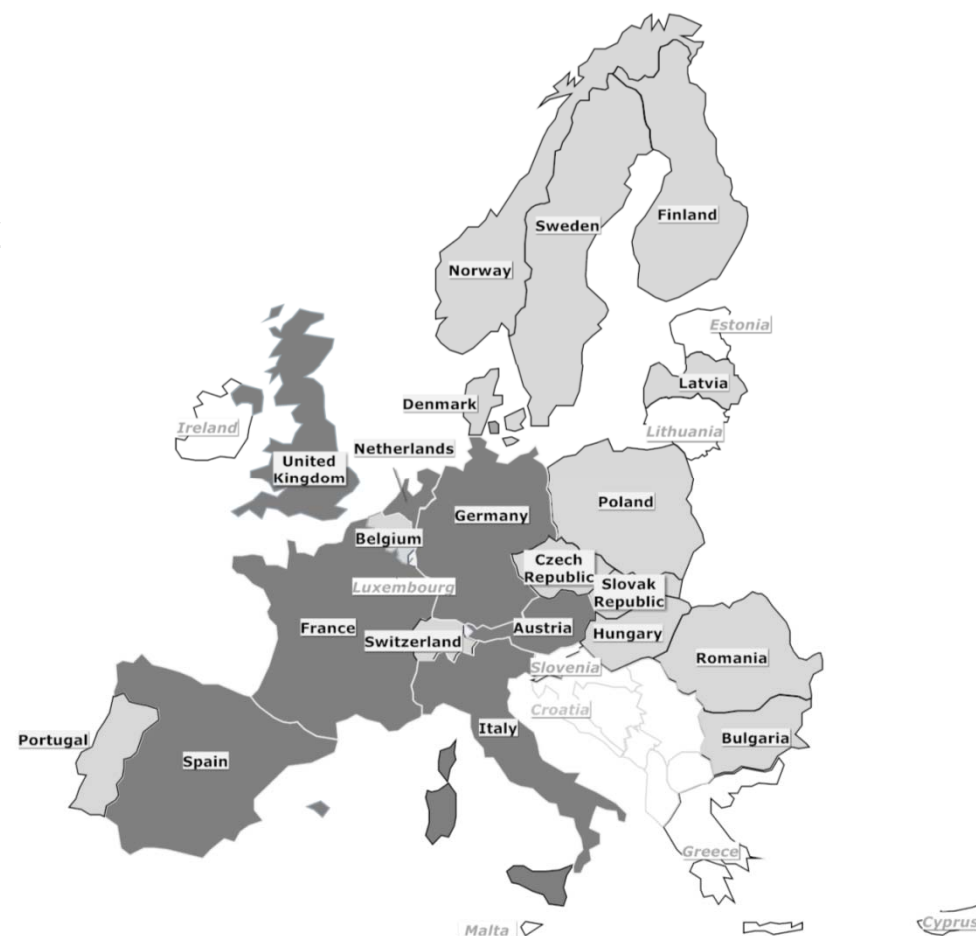 Finland
Sweden
Norway
Estonia
Latvia
Denmark
Ireland
Lithuania
Netherlands
United
Kingdom
Poland
Germany
Belgium
Czech
Republic
Luxembourg
Slovak
Republic
France
Austria
Switzerland
Hungary
Romania
Slovenia
Croatia
Italy
Portugal
Bulgaria
Spain
Greece
Cyprus
Malta